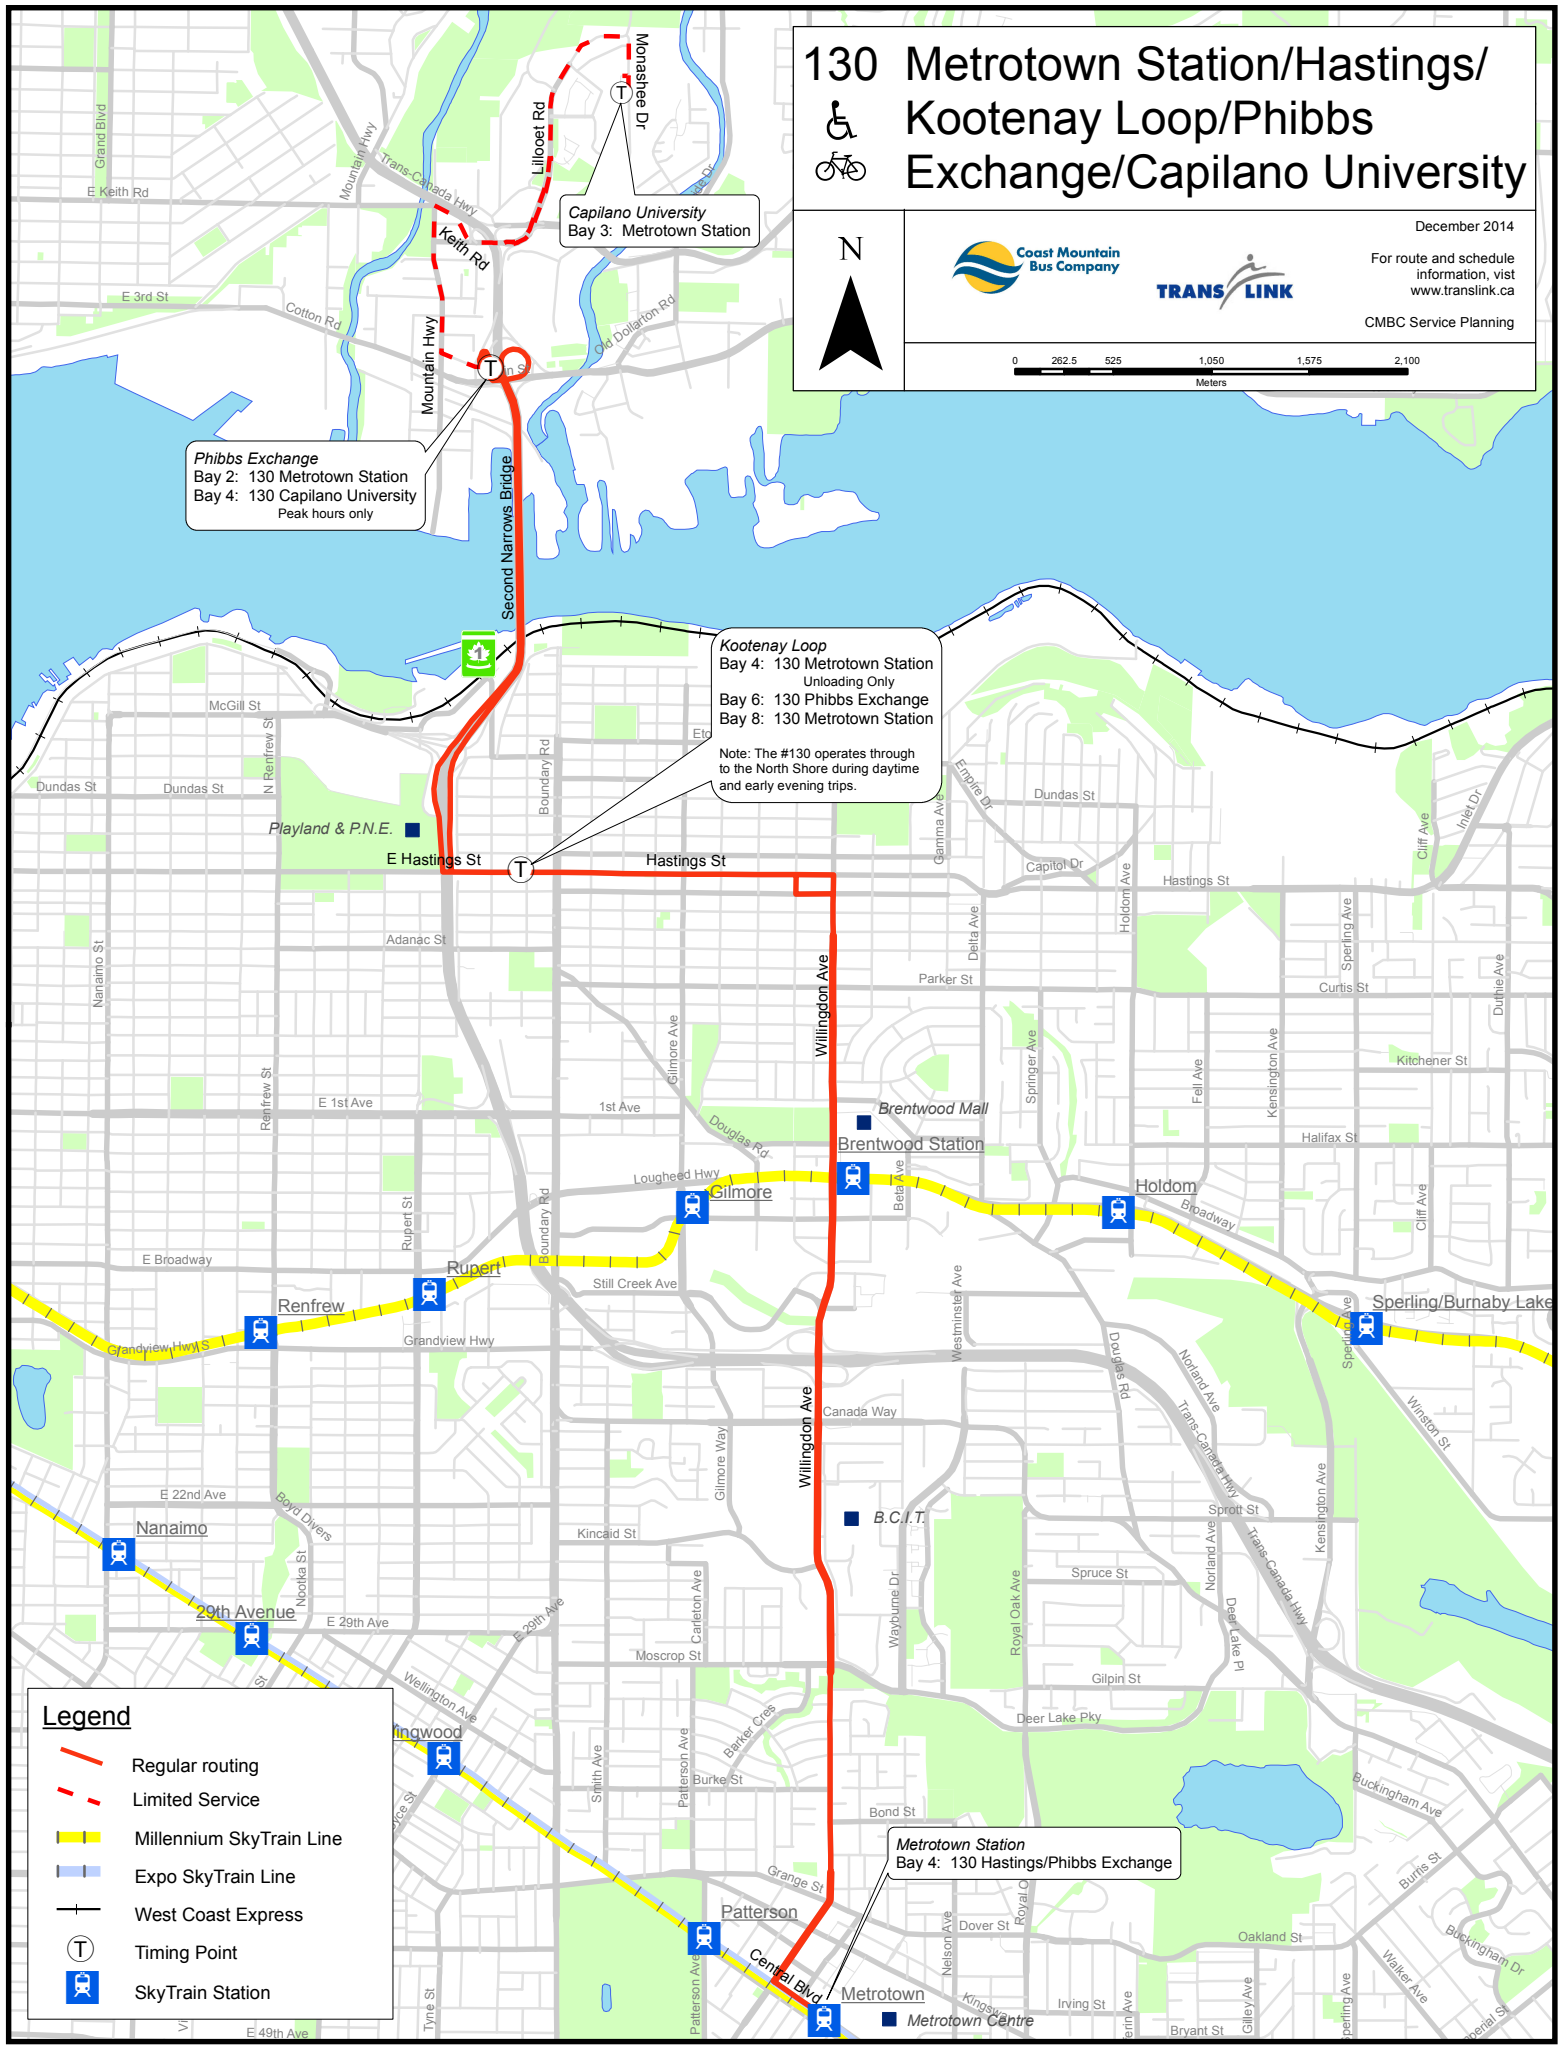 130 Metrotown Station/Hastings/
Kootenay Loop/Phibbs
Exchange/Capilano University
N
Coast Mountain
Bus Company
TRANS LINK
December 2014
For route and schedule
information, vist
www.translink.ca
CMBC Service Planning
0 262.5 525 1,050 1,575 2,100
Meters
Grand Blvd
Mountain Hwy
Trans-Canada Hwy
E Keith Rd
Lillooet Rd
Monashee Dr
T
Capilano University
Bay 3: Metrotown Station
Keith Rd
E 3rd St
Cotton Rd
Mountain Hwy
Old Dollarton Rd
T
Phibbs Exchange
Bay 2: 130 Metrotown Station
Bay 4: 130 Capilano University
Peak hours only
Second Narrows Bridge
1
Kootenay Loop
Bay 4: 130 Metrotown Station
Unloading Only
Bay 6: 130 Phibbs Exchange
Bay 8: 130 Metrotown Station
Note: The #130 operates through
to the North Shore during daytime
and early evening trips.
McGill St
N Renfrew St
Boundary Rd
Dundas St
Dundas St
Playland & P.N.E.
Gamma Ave
Empire Dr
Dundas St
Cliff Ave
Inlet Dr
E Hastings St
T
Hastings St
Capitol Dr
Holdom Ave
Hastings St
Adanac St
Nanaimo St
Delta Ave
Sperling Ave
Parker St
Curtis St
Duthie Ave
Willingdon Ave
Gilmore Ave
Springer Ave
Fell Ave
Kensington Ave
Kitchener St
Renfrew St
E 1st Ave
1st Ave
Douglas Rd
Brentwood Mall
Brentwood Station
Halifax St
Lougheed Hwy
Gilmore
Beta Ave
Holdom
Broadway
Cliff Ave
Rupert St
Boundary Rd
E Broadway
Rupert
Still Creek Ave
Renfrew
Grandview Hwy S
Grandview Hwy
Westminster Ave
Sperling Ave
Sperling/Burnaby Lake
Douglas Rd
Norland Ave
Trans-Canada Hwy
Winston St
Willingdon Ave
Canada Way
Gilmore Way
Kensington Ave
E 22nd Ave
Boyd Divers
Nanaimo
Kincaid St
B.C.I.T.
Sprott St
Norland Ave
Trans-Canada Hwy
Nootka St
Carleton Ave
Wayburne Dr
Royal Oak Ave
Spruce St
29th Avenue
E 29th Ave
E 29th Ave
Moscrop St
Deer Lake Pl
Gilpin St
Wellington Ave
Barker Cres
Deer Lake Pky
Smith Ave
Patterson Ave
Burke St
Bond St
Buckingham Ave
Legend
Regular routing
Limited Service
Millennium SkyTrain Line
Expo SkyTrain Line
West Coast Express
T Timing Point
SkyTrain Station
Metrotown Station
Bay 4: 130 Hastings/Phibbs Exchange
Grange St
Burris St
Patterson
Nelson Ave
Dover St
Oakland St
Buckingham Dr
Walker Ave
Central Blvd
Patterson Ave
Metrotown
Metrotown Centre
Irving St
Gilley Ave
Bryant St
Tyne St
E 49th Ave